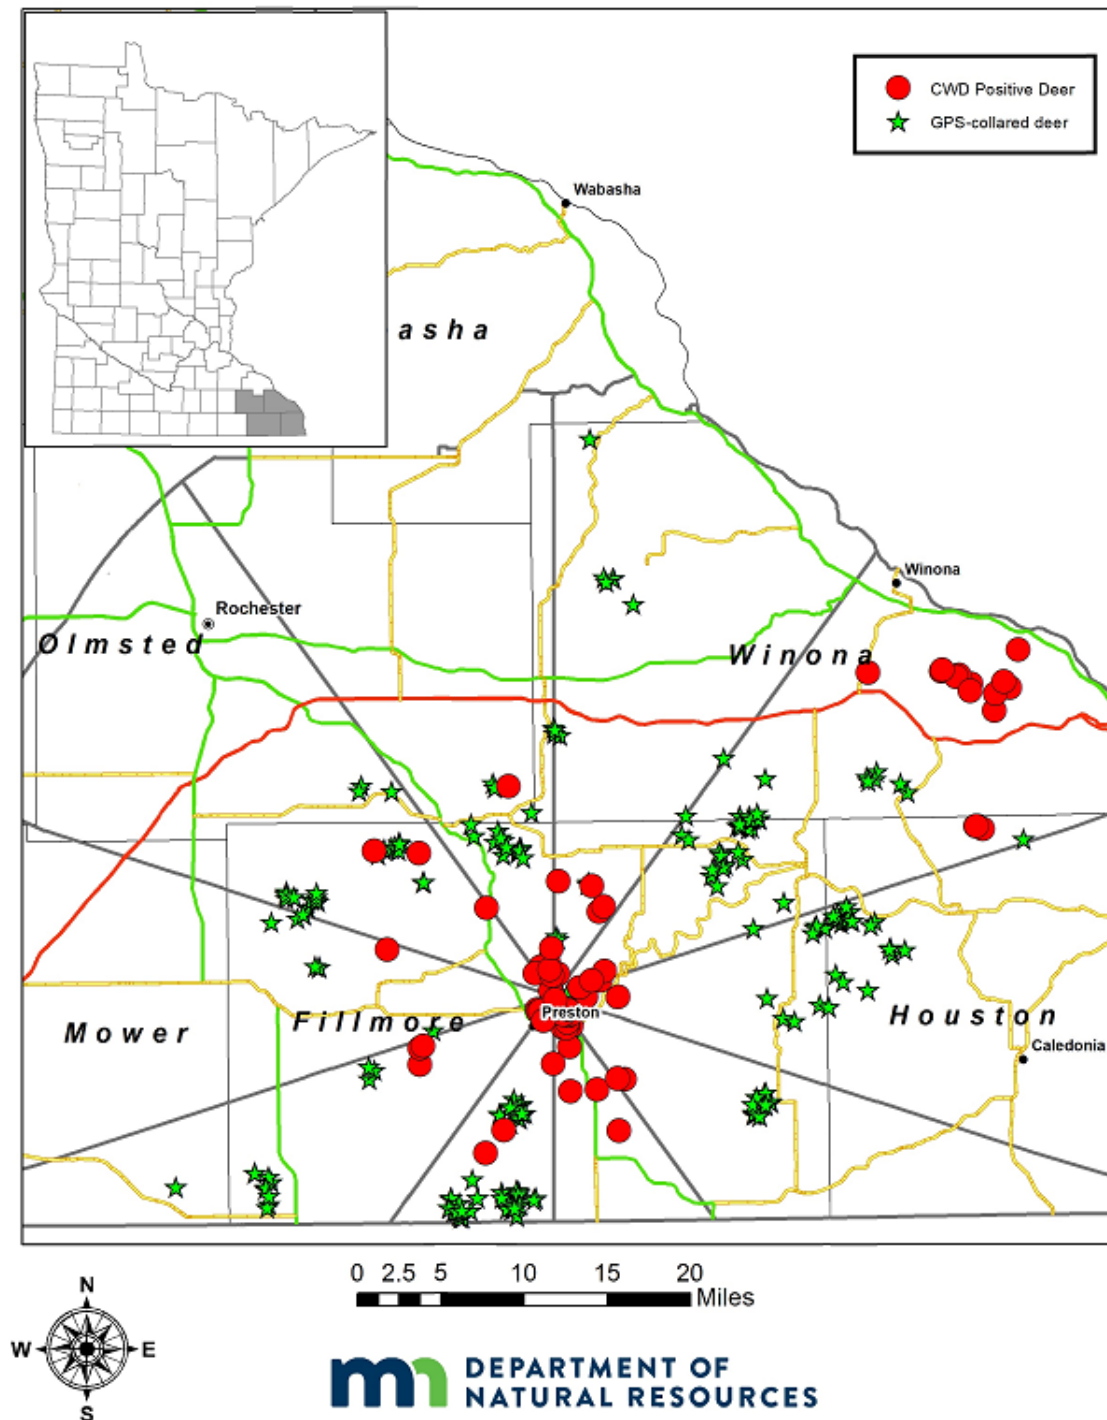 CWD Positive Deer
GPS-collared deer
Wabasha
asha
Winona
Rochester
Olmsted
Winona
Preston
Mower
Fillmore
Houston
Caledonia
0 2.5 5 10 15 20
Miles
N
W E
S
mn DEPARTMENT OF
NATURAL RESOURCES